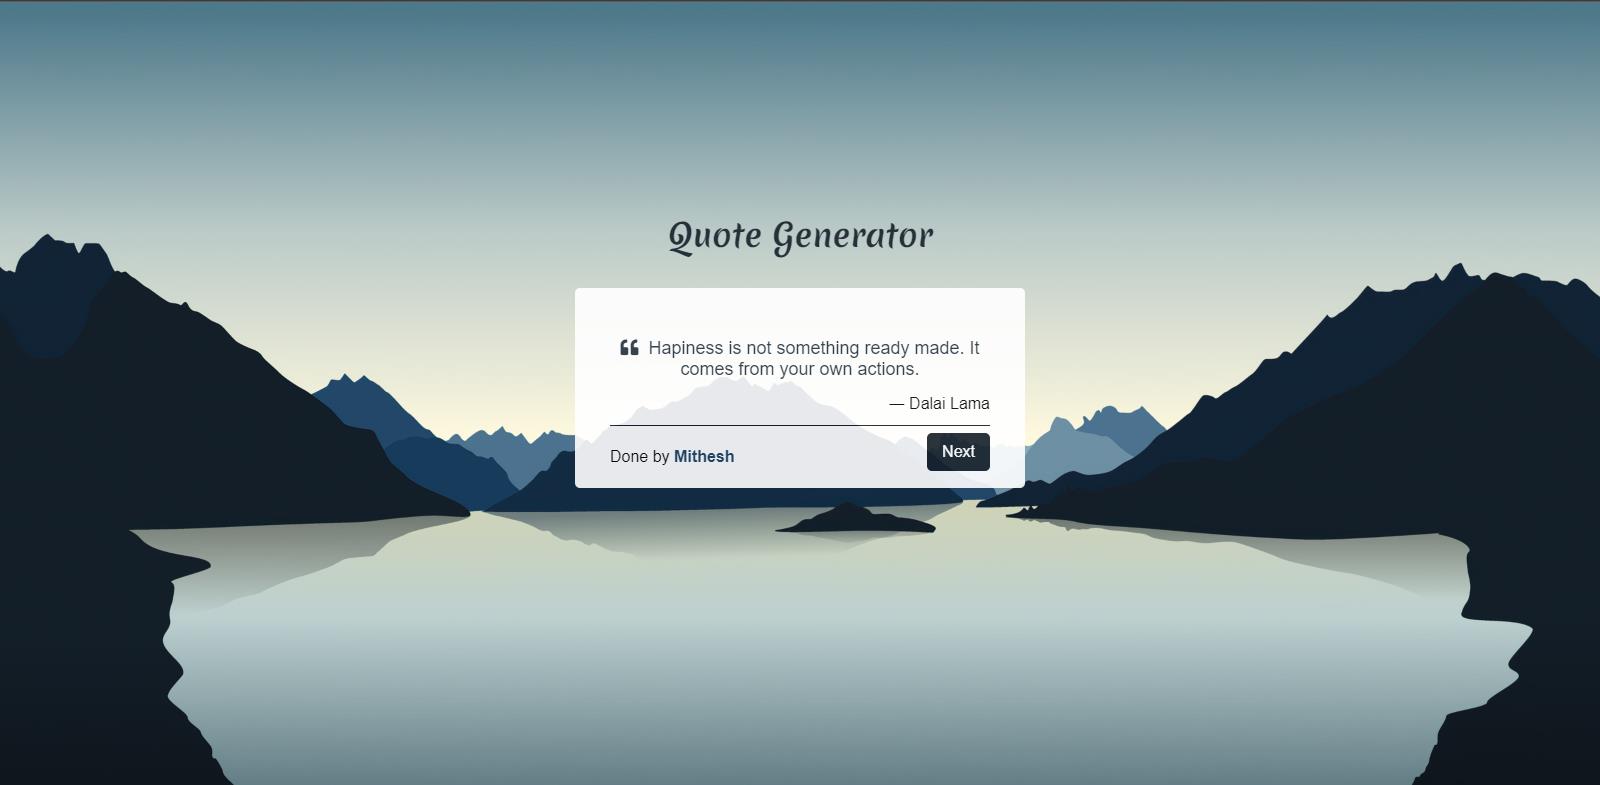 Quote Generator
❝ Hapiness is not something ready made. It
comes from your own actions.
— Dalai Lama
Done by Mithesh
Next